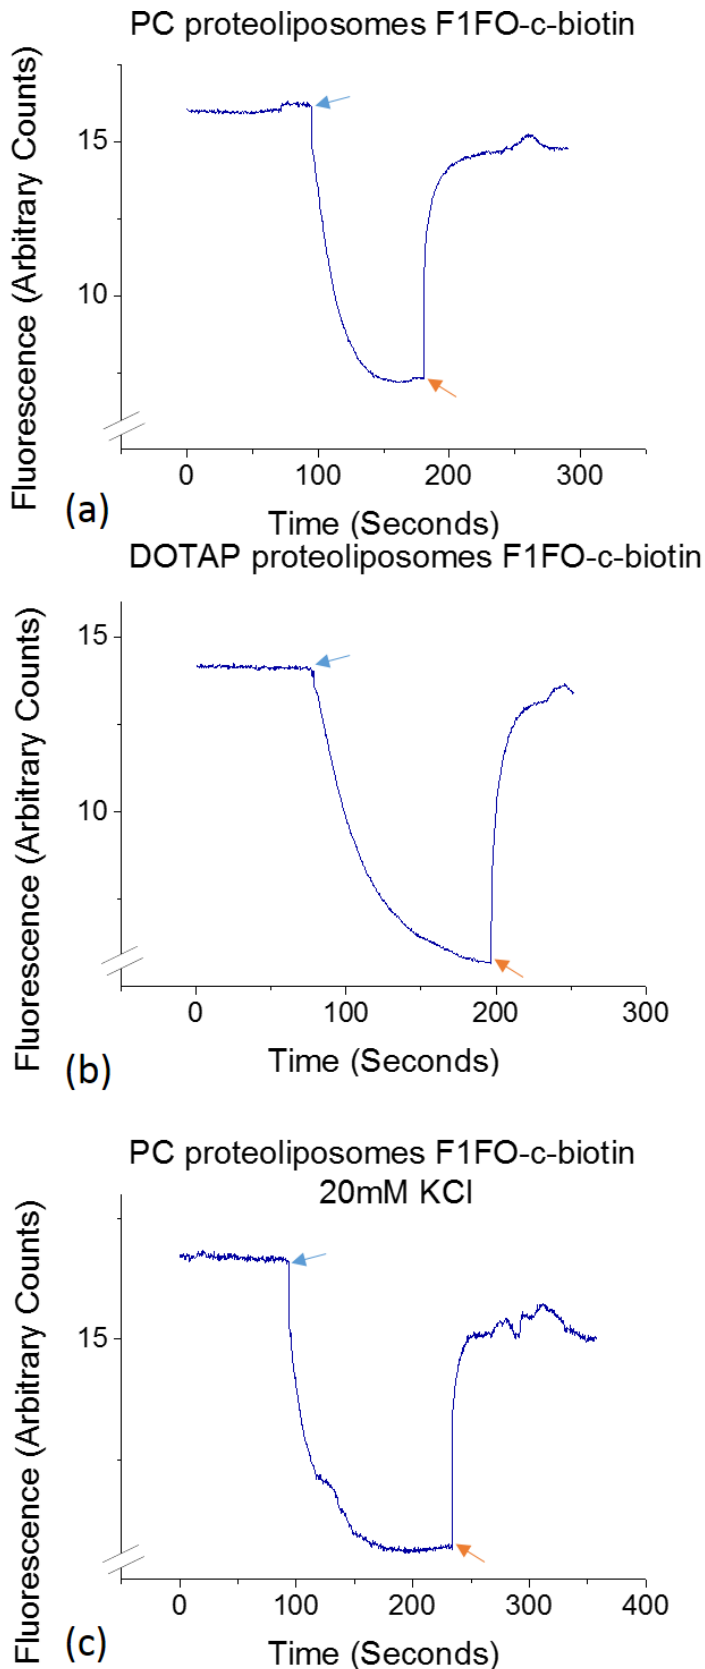 PC proteoliposomes F1FO-c-biotin
Fluorescence (Arbitrary Counts)
15
10
0
100
200
300
Time (Seconds)
(a)
DOTAP proteoliposomes F1FO-c-biotin
Fluorescence (Arbitrary Counts)
15
10
0
100
200
300
Time (Seconds)
(b)
PC proteoliposomes F1FO-c-biotin
20mM KCl
Fluorescence (Arbitrary Counts)
15
0
100
200
300
400
Time (Seconds)
(c)